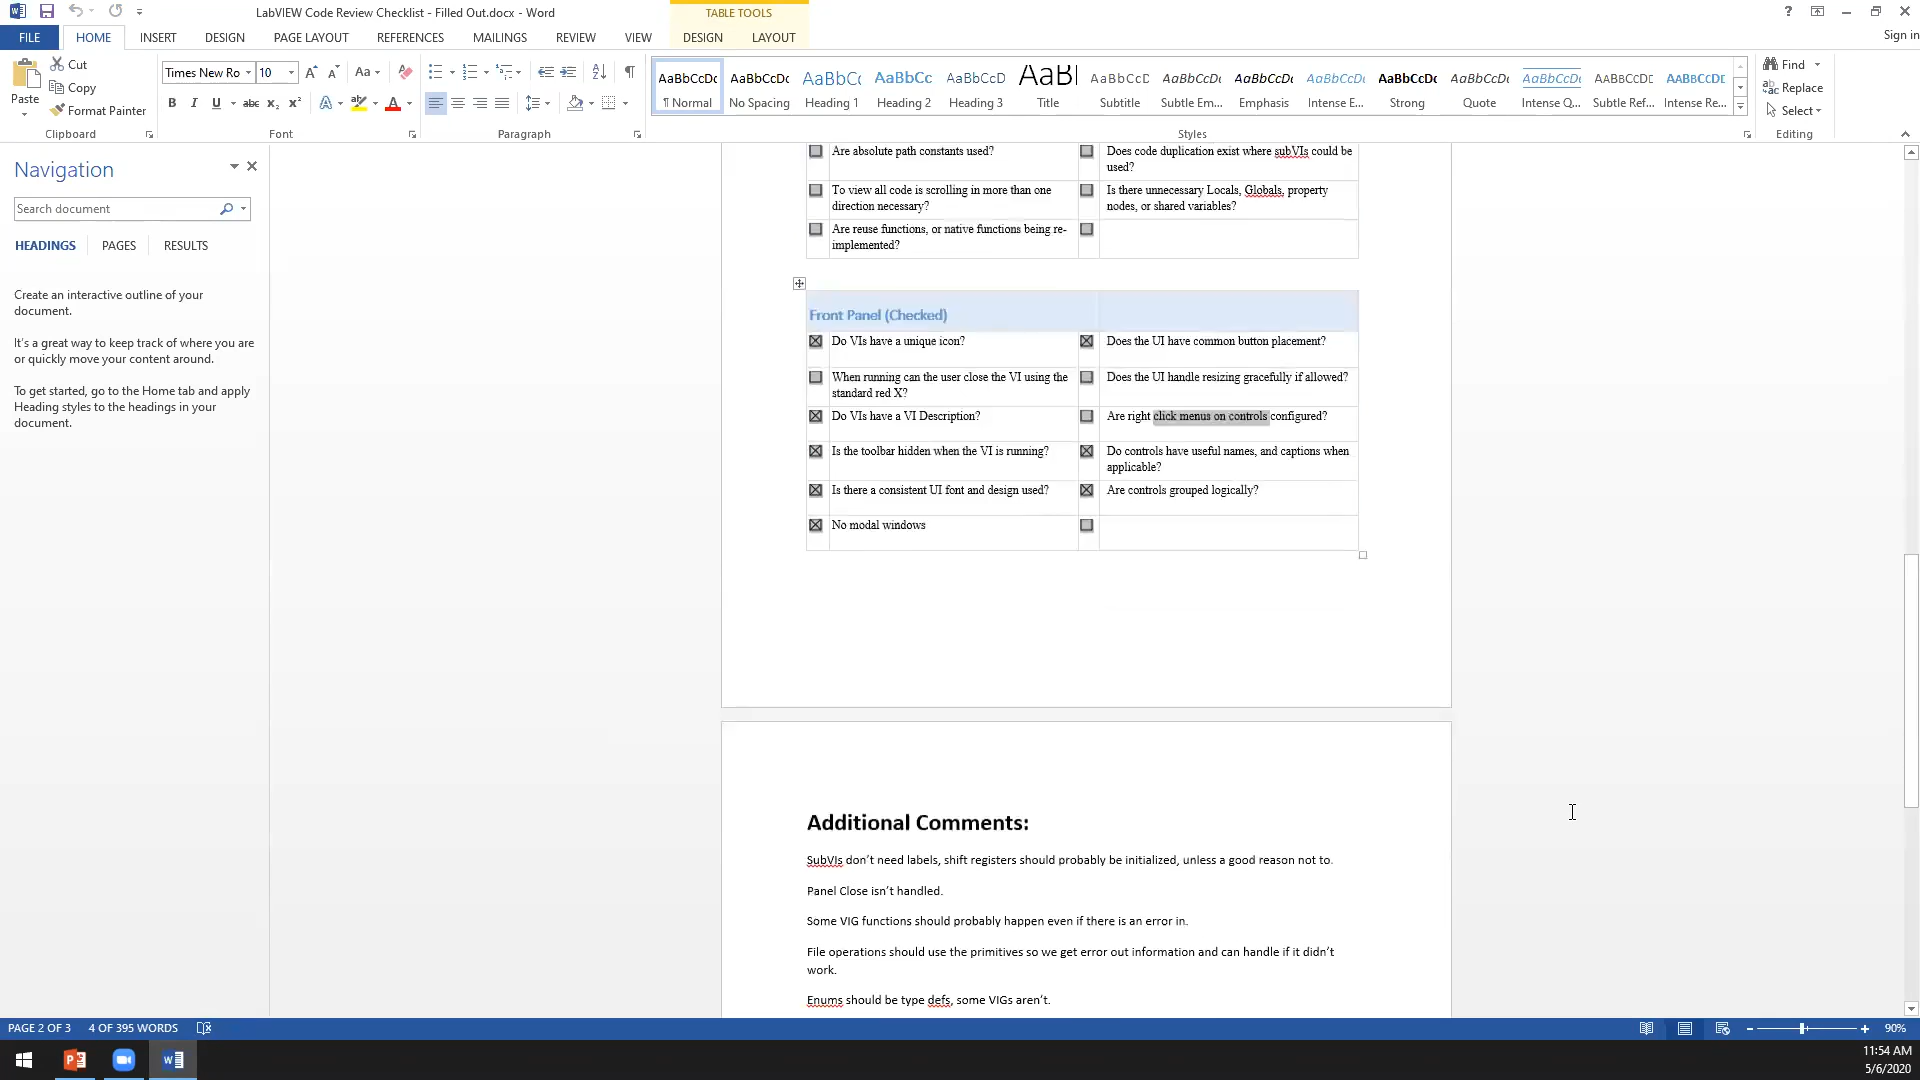 LabVIEW Code Review Checklist - Filled Out.docx - Word
TABLE TOOLS
?
FILE
HOME
INSERT
DESIGN
PAGE LAYOUT
REFERENCES
MAILINGS
REVIEW
VIEW
DESIGN
LAYOUT
Sign in
Paste
Cut
Copy
Format Painter
Clipboard
Times New Ro
10
Aa
B I U abc x₂ x²
A
Font
Paragraph
AaBbCcDc
¶ Normal
AaBbCcDc
No Spacing
AaBbCc
Heading 1
AaBbCc
Heading 2
AaBbCcD
Heading 3
AaBl
Title
AaBbCcD
Subtitle
AaBbCcDc
Subtle Em...
AaBbCcDc
Emphasis
AaBbCcDc
Intense E...
AaBbCcDc
Strong
AaBbCcDc
Quote
AaBbCcDc
Intense Q...
AaBbCcDc
Subtle Ref...
AaBbCcDc
Intense Re...
Styles
Find
Replace
Select
Editing
Navigation
Search document
HEADINGS
PAGES
RESULTS
Create an interactive outline of your
document.
It's a great way to keep track of where you are
or quickly move your content around.
To get started, go to the Home tab and apply
Heading styles to the headings in your
document.
Are absolute path constants used?
Does code duplication exist where subVIs could be
used?
To view all code is scrolling in more than one
direction necessary?
Is there unnecessary Locals, Globals, property
nodes, or shared variables?
Are reuse functions, or native functions being re-
implemented?
Front Panel (Checked)
Do VIs have a unique icon?
Does the UI have common button placement?
When running can the user close the VI using the
standard red X?
Does the UI handle resizing gracefully if allowed?
Do VIs have a VI Description?
Are right click menus on controls configured?
Is the toolbar hidden when the VI is running?
Do controls have useful names, and captions when
applicable?
Is there a consistent UI font and design used?
Are controls grouped logically?
No modal windows
Additional Comments:
SubVIs don't need labels, shift registers should probably be initialized, unless a good reason not to.
Panel Close isn't handled.
Some VIG functions should probably happen even if there is an error in.
File operations should use the primitives so we get error out information and can handle if it didn't
work.
Enums should be type defs, some VIGs aren't.
PAGE 2 OF 3
4 OF 395 WORDS
90%
11:54 AM
5/6/2020